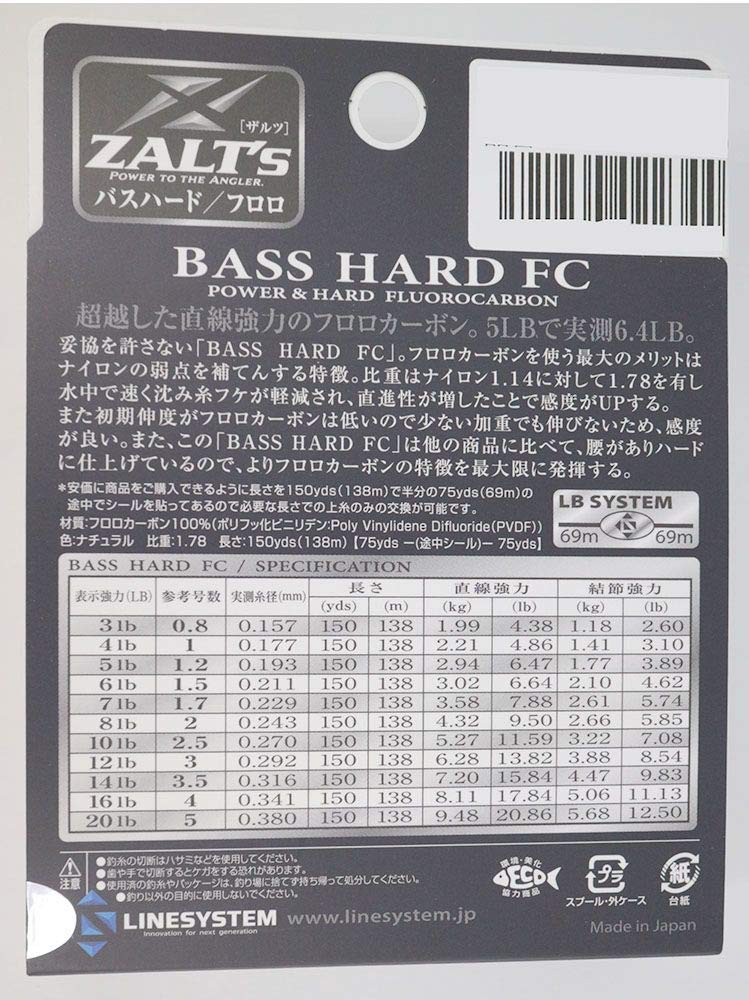 [ザルツ]
ZALT'S
POWER TO THE ANGLER.
バスハード／フロロ
BASS HARD FC
POWER & HARD FLUOROCARBON
超越した直線強力のフロロカーボン。5LBで実測6.4LB。
妥協を許さない「BASS HARD FC」。フロロカーボンを使う最大のメリットは
ナイロンの弱点を補てんする特徴。比重はナイロン1.14に対して1.78を有し
水中で速く沈み糸フケが軽減され、直進性が増したことで感度がUPする。
また初期伸度がフロロカーボンは低いので少ない加重でも伸びないため、感度
が良い。また、この「BASS HARD FC」は他の商品に比べて、腰がありハード
に仕上げているので、よりフロロカーボンの特徴を最大限に発揮する。
*安価に商品をご購入できるように長さを150yds(138m)で半分の75yds(69m)の
途中でシールを貼ってあるので必要な長さでの上糸のみの交換が可能です。
材質:フロロカーボン100%(ポリフッ化ビニリデン:Poly Vinylidene Difluoride(PVDF))
色:ナチュラル 比重:1.78 長さ:150yds(138m)【75yds －(途中シール)－ 75yds】
LB SYSTEM
69m 69m
BASS HARD FC / SPECIFICATION
表示強力(LB) 参考号数 実測糸径(mm) 長さ 直線強力 結節強力
(yds) (m) (kg) (lb) (kg) (lb)
3lb 0.8 0.157 150 138 1.99 4.38 1.18 2.60
4lb 1 0.177 150 138 2.21 4.86 1.41 3.10
5lb 1.2 0.193 150 138 2.94 6.47 1.77 3.89
6lb 1.5 0.211 150 138 3.02 6.64 2.10 4.62
7lb 1.7 0.229 150 138 3.58 7.88 2.61 5.74
8lb 2 0.243 150 138 4.32 9.50 2.66 5.85
10lb 2.5 0.270 150 138 5.27 11.59 3.22 7.08
12lb 3 0.292 150 138 6.28 13.82 3.88 8.54
14lb 3.5 0.316 150 138 7.20 15.84 4.47 9.83
16lb 4 0.341 150 138 8.11 17.84 5.06 11.13
20lb 5 0.380 150 138 9.48 20.86 5.68 12.50
注意
●釣糸の切断はハサミなどを使用してください。
●歯や手で切断するとケガをする恐れがあります。
●使用済の釣糸やパッケージは、釣り場に捨てず持ち帰って処分してください。
●釣り以外の目的に使用しないでください。
環境・美化
ECO
協力商品
プラ
スプール・外ケース
紙
台紙
LINESYSTEM
Innovation for next generation
www.linesystem.jp
Made in Japan